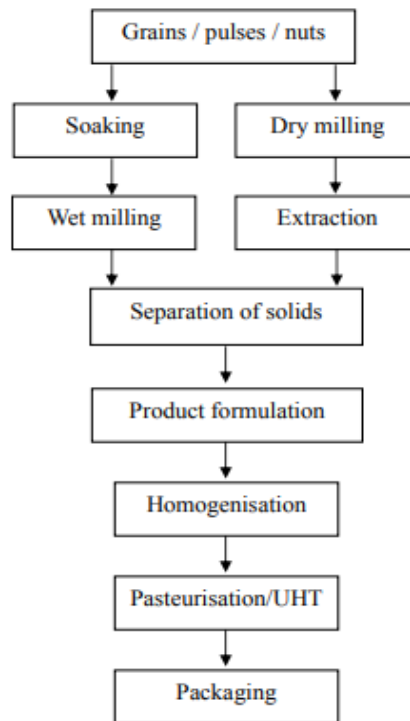 Grains / pulses / nuts
Soaking
Dry milling
Wet milling
Extraction
Separation of solids
Product formulation
Homogenisation
Pasteurisation/UHT
Packaging